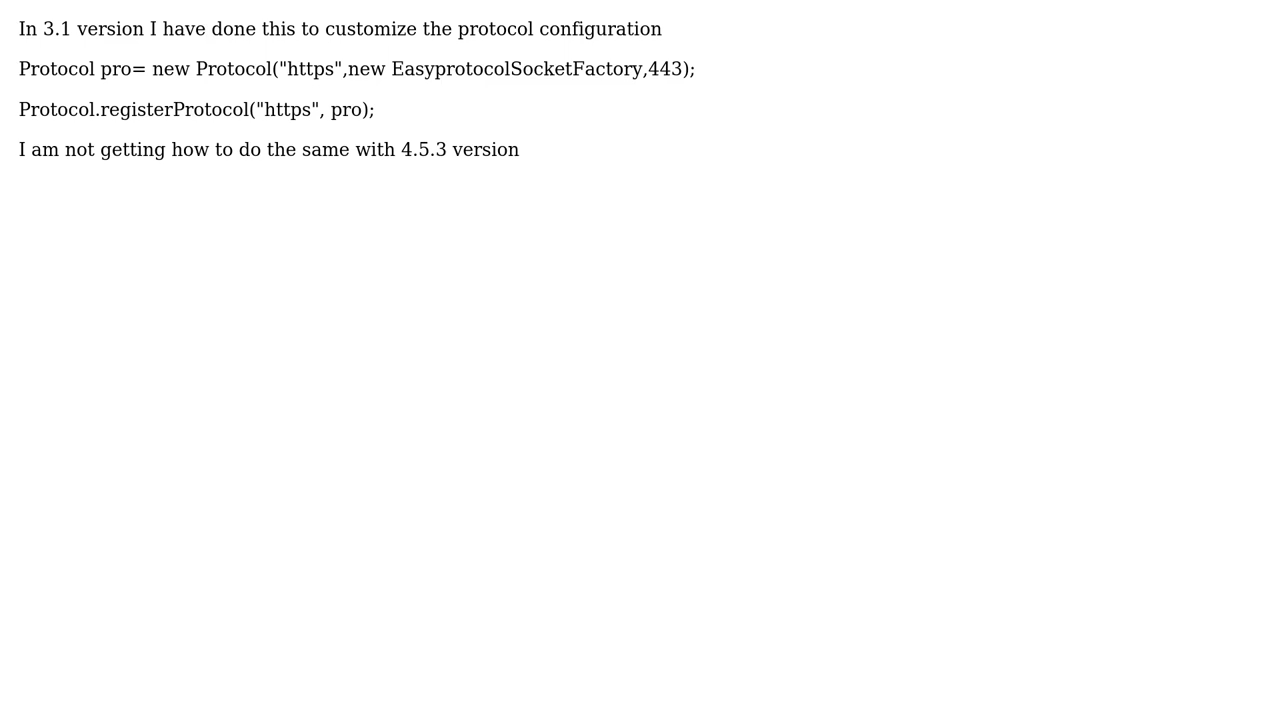 In 3.1 version I have done this to customize the protocol configuration
Protocol pro= new Protocol("https",new EasyprotocolSocketFactory,443);
Protocol.registerProtocol("https", pro);
I am not getting how to do the same with 4.5.3 version